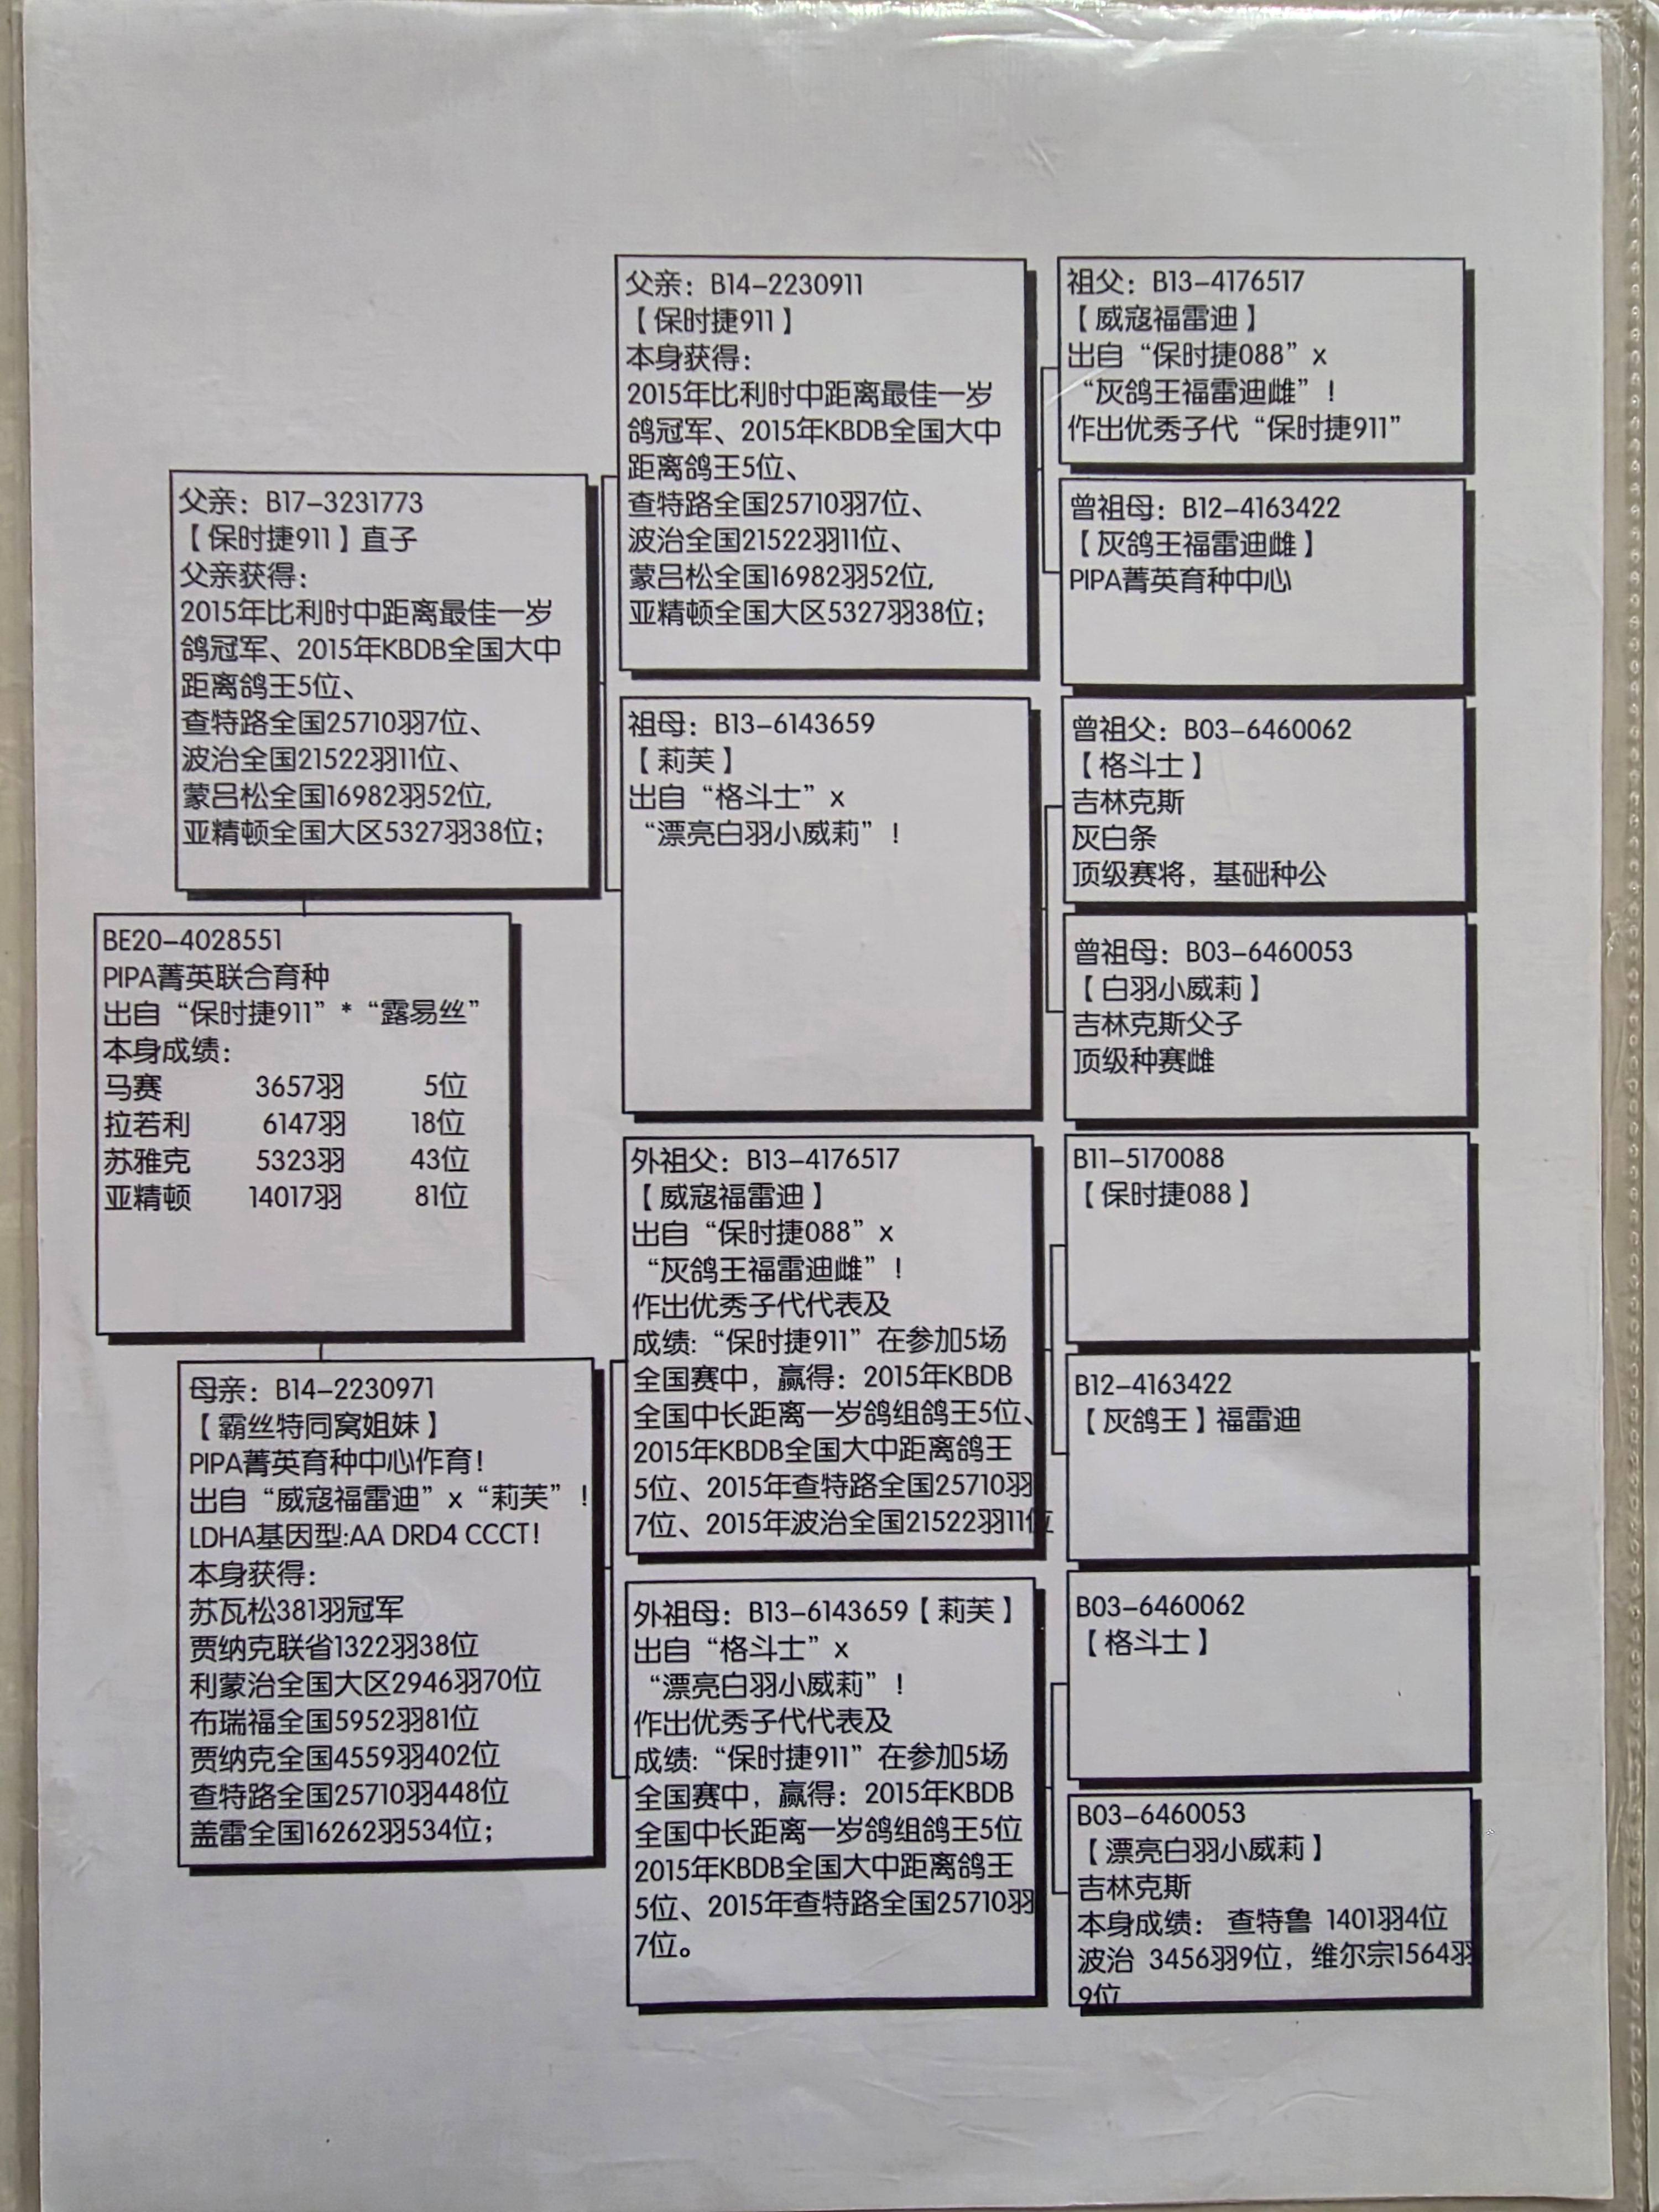 父亲：B14-2230911
【保时捷911】
本身获得：
2015年比利时中距离最佳一岁
鸽冠军、2015年KBDB全国大中
距离鸽王5位、
查特路全国25710羽7位、
波治全国21522羽11位、
蒙吕松全国16982羽52位,
亚精顿全国大区5327羽38位；
祖父：B13-4176517
【威寇福雷迪】
出自“保时捷088”x
“灰鸽王福雷迪雌”！
作出优秀子代“保时捷911”
曾祖母：B12-4163422
【灰鸽王福雷迪雌】
PIPA菁英育种中心
父亲：B17-3231773
【保时捷911】直子
父亲获得：
2015年比利时中距离最佳一岁
鸽冠军、2015年KBDB全国大中
距离鸽王5位、
查特路全国25710羽7位、
波治全国21522羽11位、
蒙吕松全国16982羽52位,
亚精顿全国大区5327羽38位；
祖母：B13-6143659
【莉芙】
出自“格斗士”x
“漂亮白羽小威莉”！
曾祖父：B03-6460062
【格斗士】
吉林克斯
灰白条
顶级赛将，基础种公
曾祖母：B03-6460053
【白羽小威莉】
吉林克斯父子
顶级种赛雌
BE20-4028551
PIPA菁英联合育种
出自“保时捷911”*“露易丝”
本身成绩：
马赛 3657羽 5位
拉若利 6147羽 18位
苏雅克 5323羽 43位
亚精顿 14017羽 81位
外祖父：B13-4176517
【威寇福雷迪】
出自“保时捷088”x
“灰鸽王福雷迪雌”！
作出优秀子代代表及
成绩:“保时捷911”在参加5场
全国赛中，赢得：2015年KBDB
全国中长距离一岁鸽组鸽王5位、
2015年KBDB全国大中距离鸽王
5位、2015年查特路全国25710羽
7位、2015年波治全国21522羽11位
B11-5170088
【保时捷088】
B12-4163422
【灰鸽王】福雷迪
母亲：B14-2230971
【霸丝特同窝姐妹】
PIPA菁英育种中心作育！
出自“威寇福雷迪”x“莉芙”！
LDHA基因型:AA DRD4 CCCT！
本身获得：
苏瓦松381羽冠军
贾纳克联省1322羽38位
利蒙治全国大区2946羽70位
布瑞福全国5952羽81位
贾纳克全国4559羽402位
查特路全国25710羽448位
盖雷全国16262羽534位；
外祖母：B13-6143659【莉芙】
出自“格斗士”x
“漂亮白羽小威莉”！
作出优秀子代代表及
成绩:“保时捷911”在参加5场
全国赛中，赢得：2015年KBDB
全国中长距离一岁鸽组鸽王5位
2015年KBDB全国大中距离鸽王
5位、2015年查特路全国25710羽
7位。
B03-6460062
【格斗士】
B03-6460053
【漂亮白羽小威莉】
吉林克斯
本身成绩： 查特鲁 1401羽4位
波治 3456羽9位，维尔宗1564羽
9位